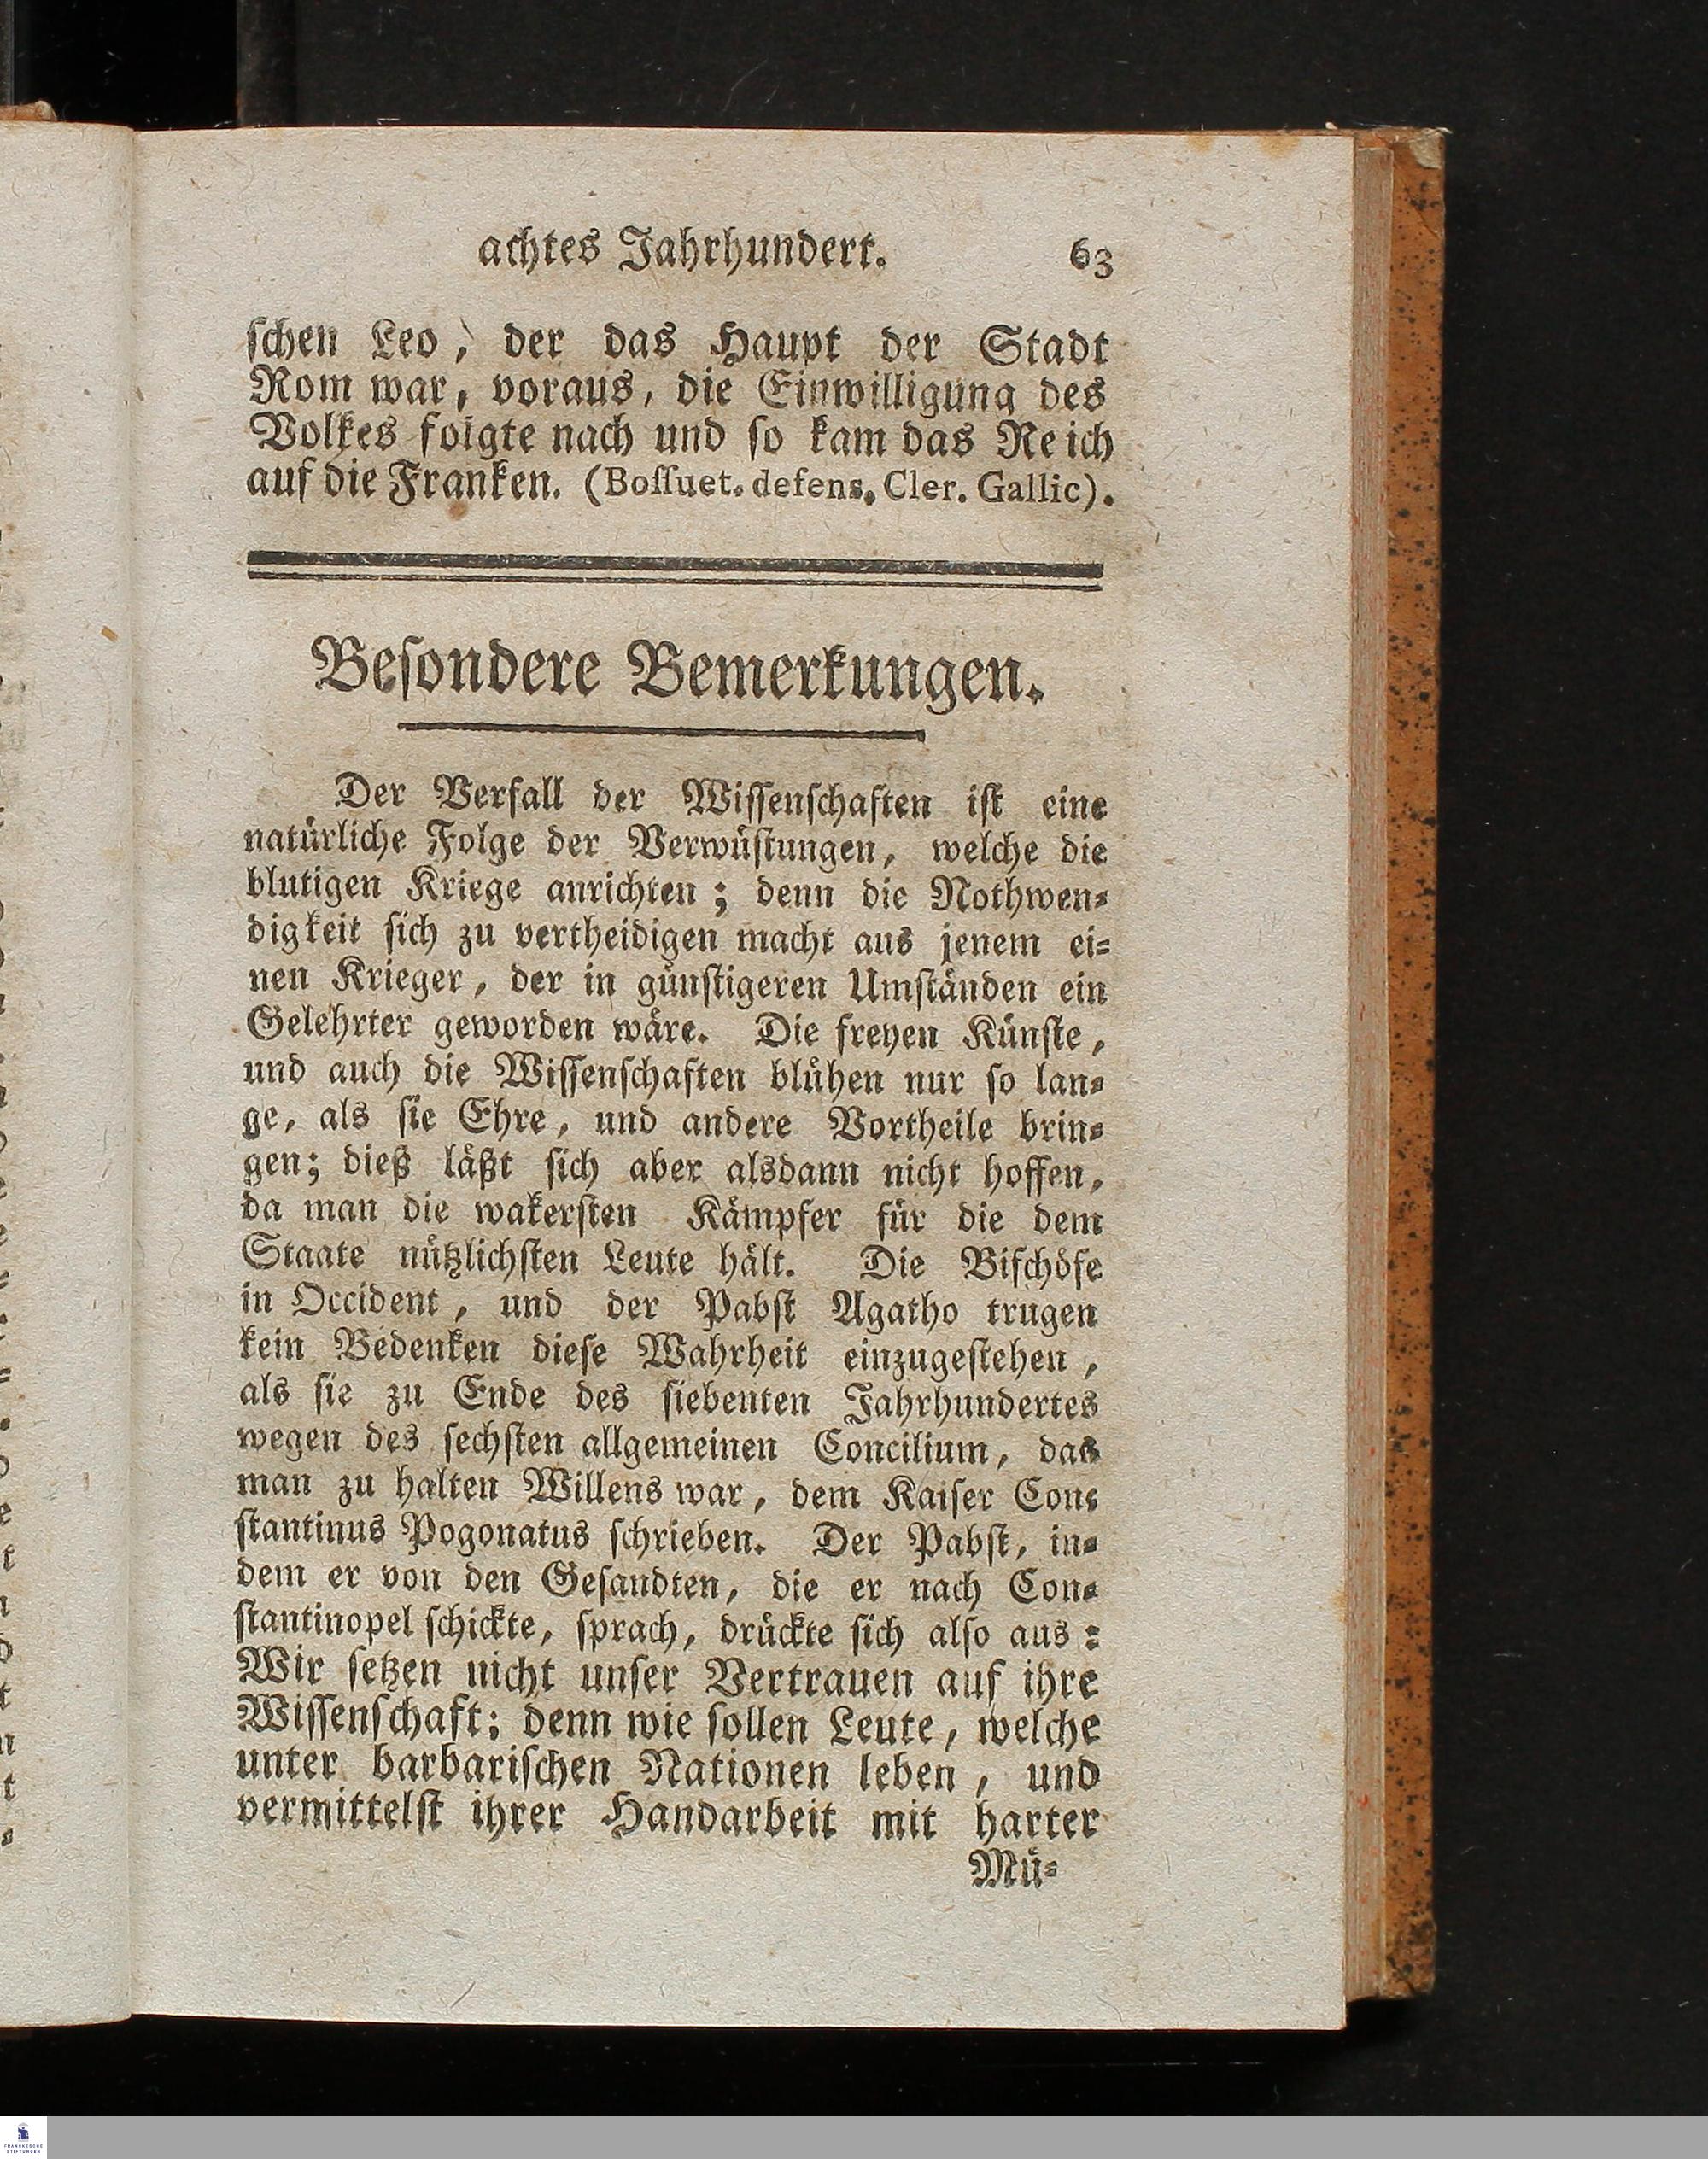 achtes Jahrhundert. 63
ſchen Leo, der das Haupt der Stadt
Rom war, voraus, die Einwilligung des
Volkes folgte nach und ſo kam das Reich
auf die Franken. (Boſſuet. defens. Cler. Gallic).
Beſondere Bemerkungen.
Der Verfall der Wiſſenſchaften iſt eine
natürliche Folge der Verwüſtungen, welche die
blutigen Kriege anrichten; denn die Nothwen⸗
digkeit ſich zu vertheidigen macht aus jenem ei⸗
nen Krieger, der in günſtigeren Umſtänden ein
Gelehrter geworden wäre. Die freyen Künſte,
und auch die Wiſſenſchaften blühen nur ſo lan⸗
ge, als ſie Ehre, und andere Vortheile brin⸗
gen; dieß läßt ſich aber alsdann nicht hoffen,
da man die wakerſten Kämpfer für die dem
Staate nützlichſten Leute hält. Die Biſchöfe
in Occident, und der Pabſt Agatho trugen
kein Bedenken dieſe Wahrheit einzugeſtehen,
als ſie zu Ende des ſiebenten Jahrhundertes
wegen des ſechſten allgemeinen Concilium, das
man zu halten Willens war, dem Kaiſer Con⸗
ſtantinus Pogonatus ſchrieben. Der Pabſt, in⸗
dem er von den Geſandten, die er nach Con⸗
ſtantinopel ſchickte, ſprach, drückte ſich alſo aus:
Wir ſetzen nicht unſer Vertrauen auf ihre
Wiſſenſchaft; denn wie ſollen Leute, welche
unter barbariſchen Nationen leben, und
vermittelſt ihrer Handarbeit mit harter
Mü⸗
FRANCKESCHE
STIFTUNGEN